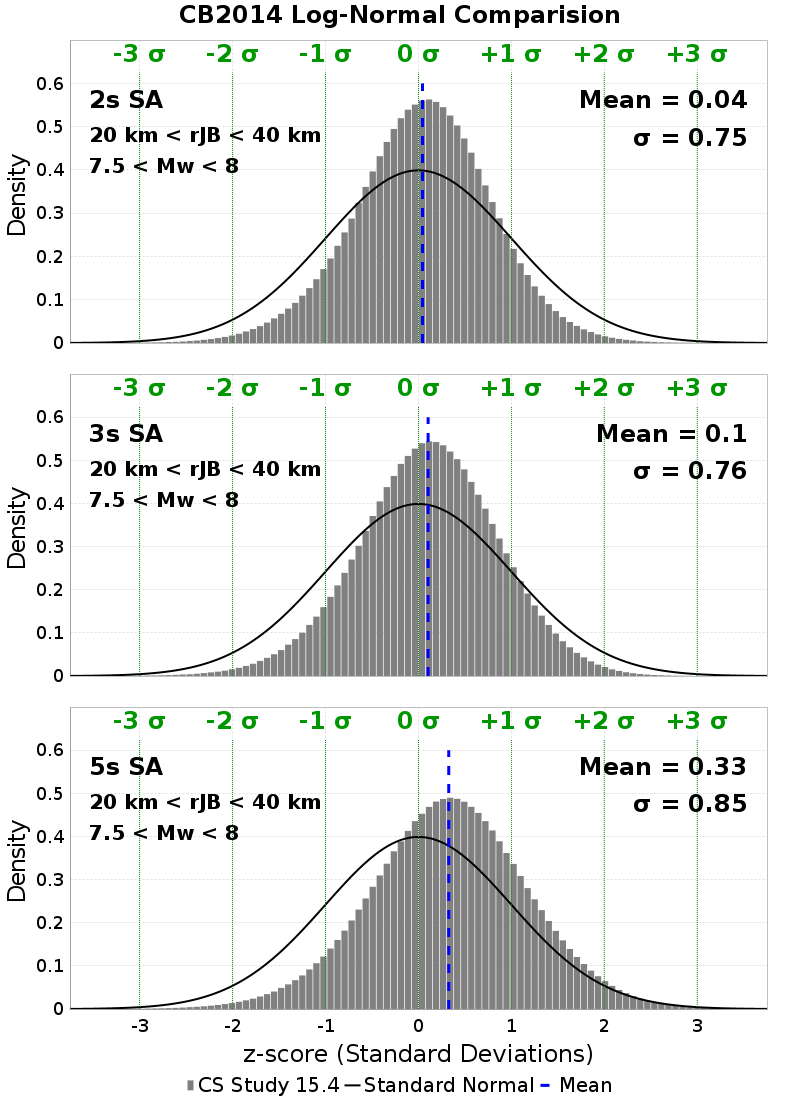 CB2014 Log-Normal Comparision
-3 σ -2 σ -1 σ 0 σ +1 σ +2 σ +3 σ
2s SA
20 km < rJB < 40 km
7.5 < Mw < 8
Mean = 0.04
σ = 0.75
Density
0.6
0.5
0.4
0.3
0.2
0.1
0
-3 σ -2 σ -1 σ 0 σ +1 σ +2 σ +3 σ
3s SA
20 km < rJB < 40 km
7.5 < Mw < 8
Mean = 0.1
σ = 0.76
Density
0.6
0.5
0.4
0.3
0.2
0.1
0
-3 σ -2 σ -1 σ 0 σ +1 σ +2 σ +3 σ
5s SA
20 km < rJB < 40 km
7.5 < Mw < 8
Mean = 0.33
σ = 0.85
Density
0.6
0.5
0.4
0.3
0.2
0.1
0
-3 -2 -1 0 1 2 3
z-score (Standard Deviations)
CS Study 15.4 Standard Normal Mean